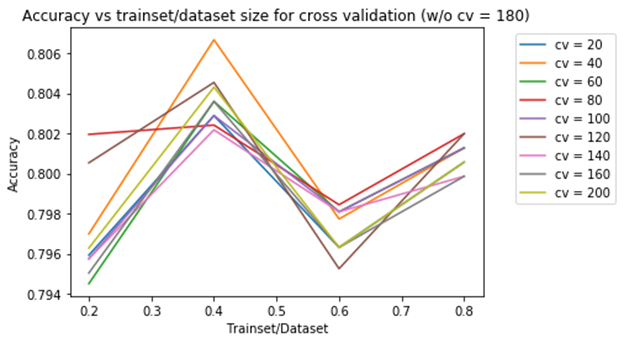 Accuracy vs trainset/dataset size for cross validation (w/o cv = 180)
0.806
0.804
0.802
0.800
0.798
0.796
0.794
Accuracy
0.2
0.3
0.4
0.5
0.6
0.7
0.8
Trainset/Dataset
cv = 20
cv = 40
cv = 60
cv = 80
cv = 100
cv = 120
cv = 140
cv = 160
cv = 200